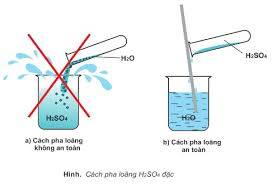 H₂O
H₂SO₄
H₂SO₄
H₂O
a) Cách pha loãng
không an toàn
b) Cách pha loãng
an toàn
Hình. Cách pha loãng H₂SO₄ đặc